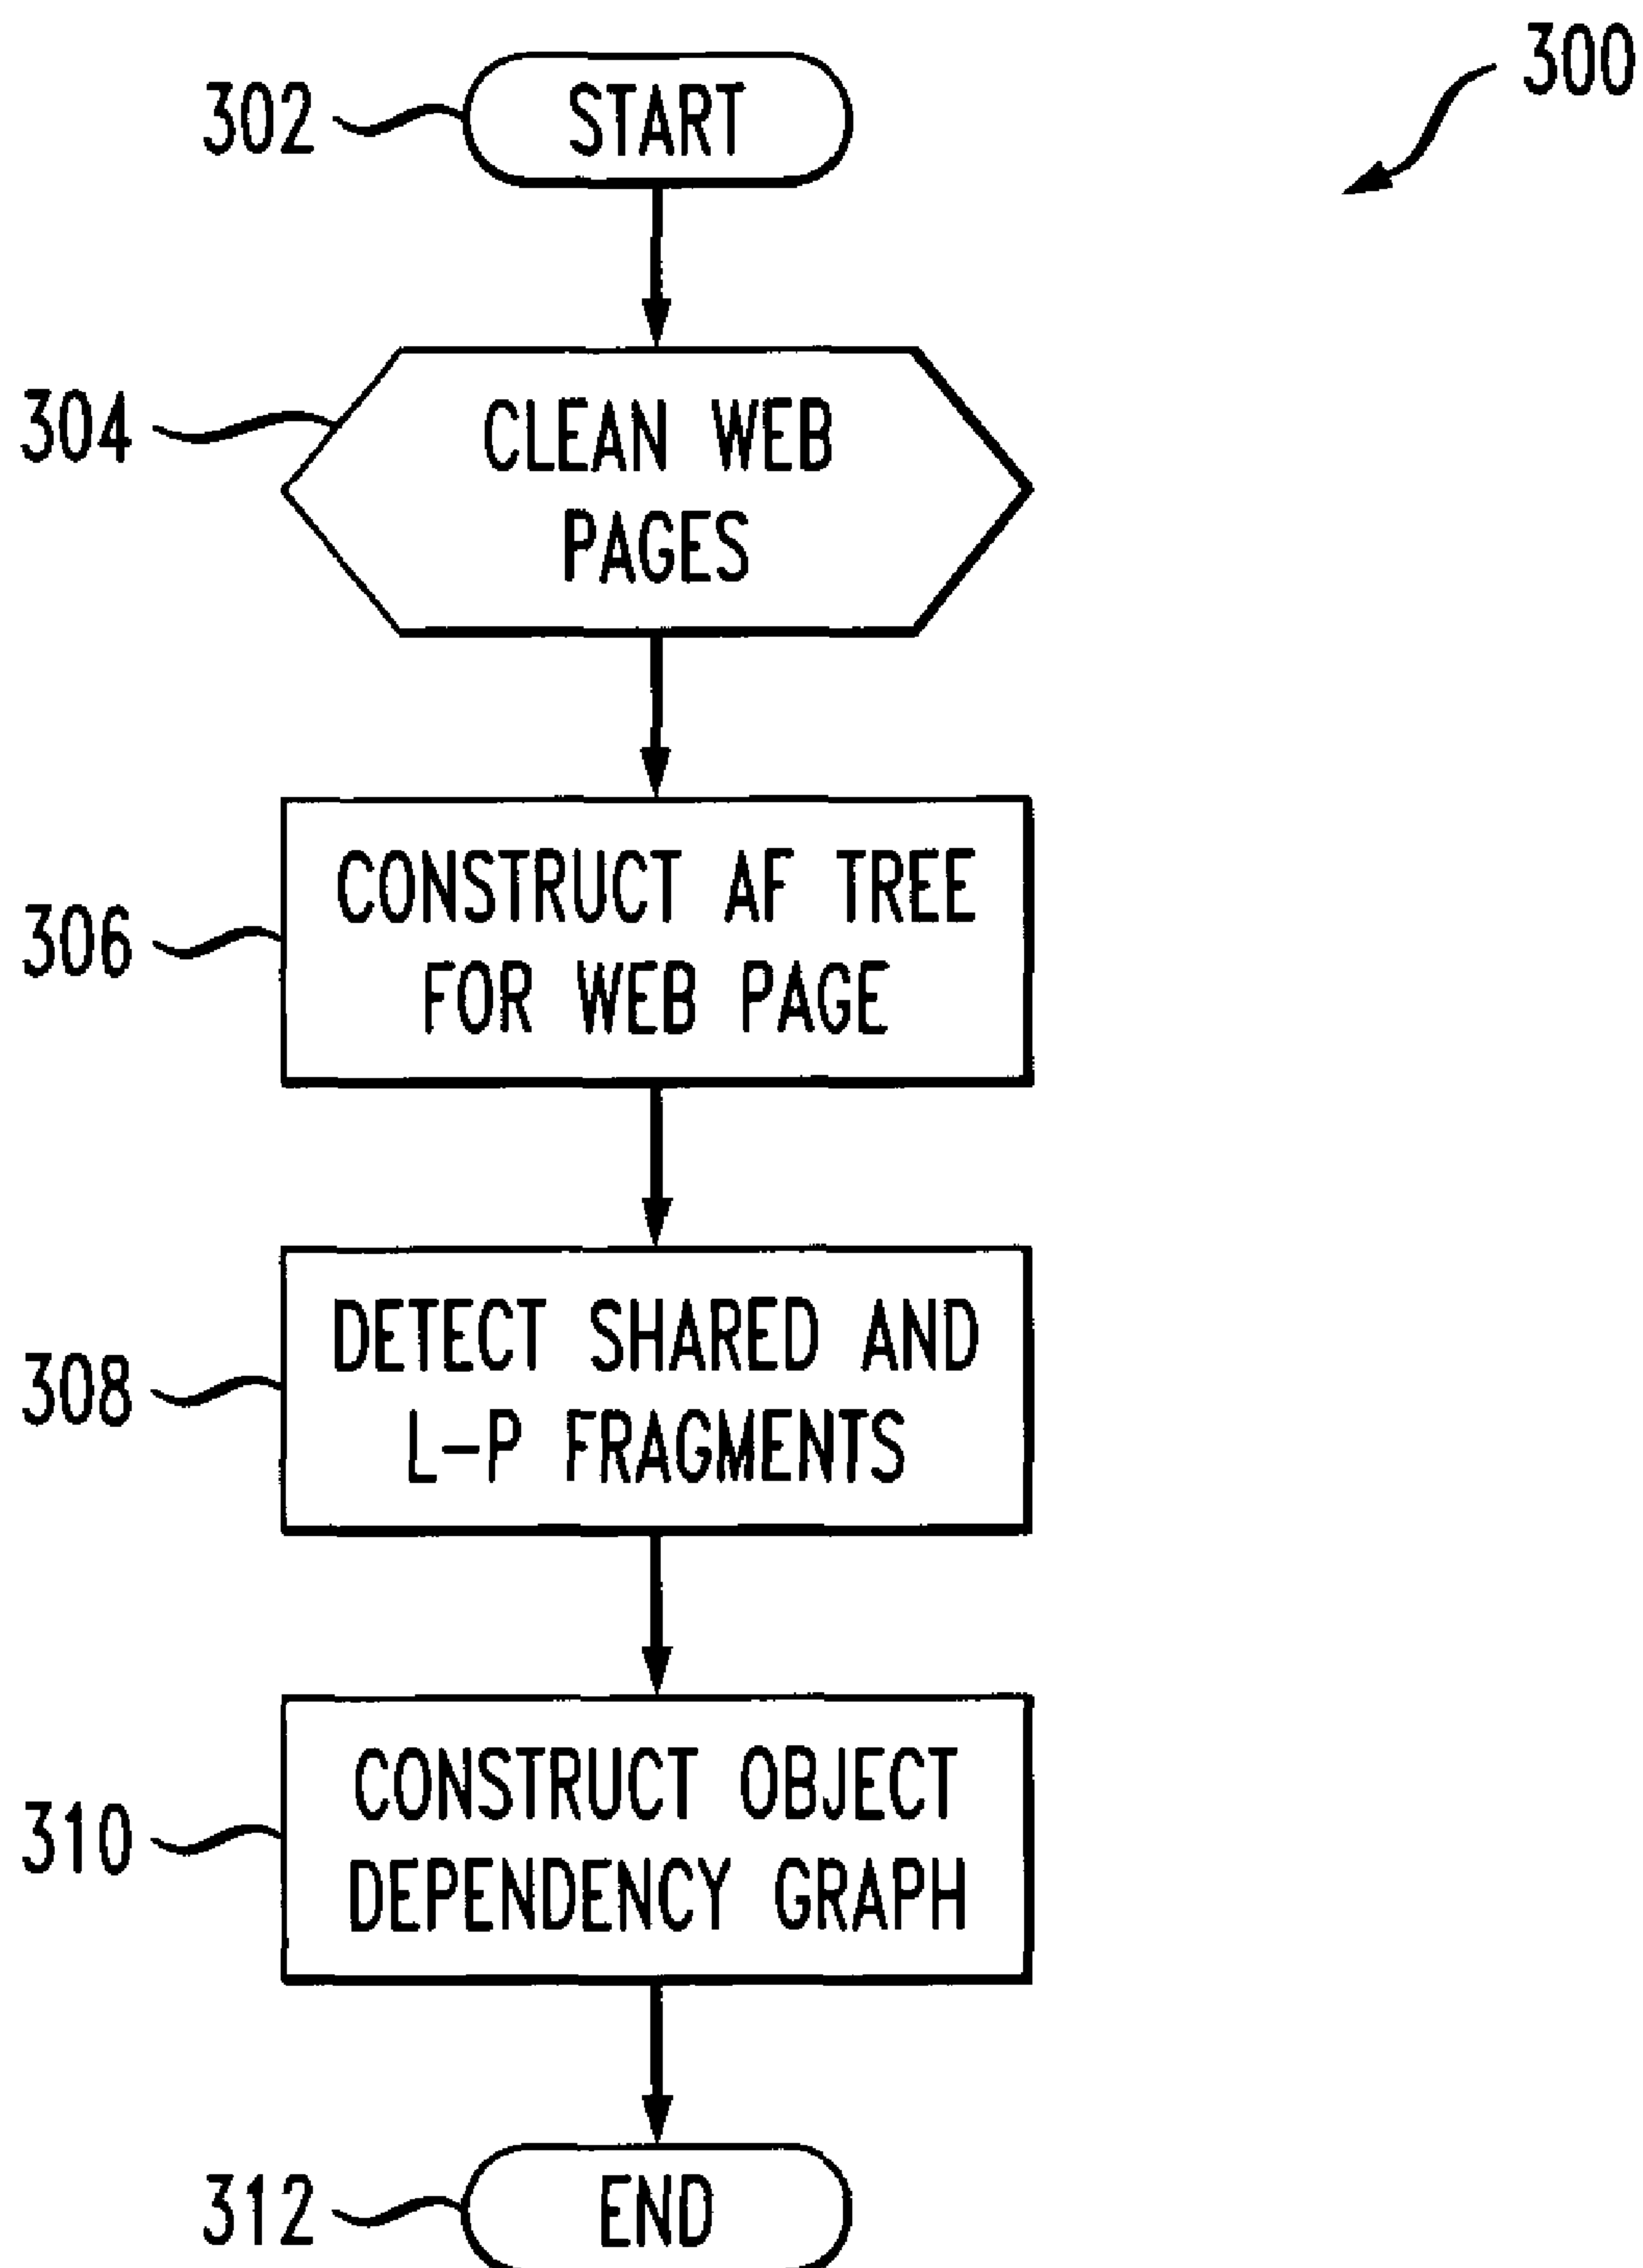 300
302
START
304
CLEAN WEB
PAGES
306
CONSTRUCT AF TREE
FOR WEB PAGE
308
DETECT SHARED AND
L-P FRAGMENTS
310
CONSTRUCT OBJECT
DEPENDENCY GRAPH
312
END